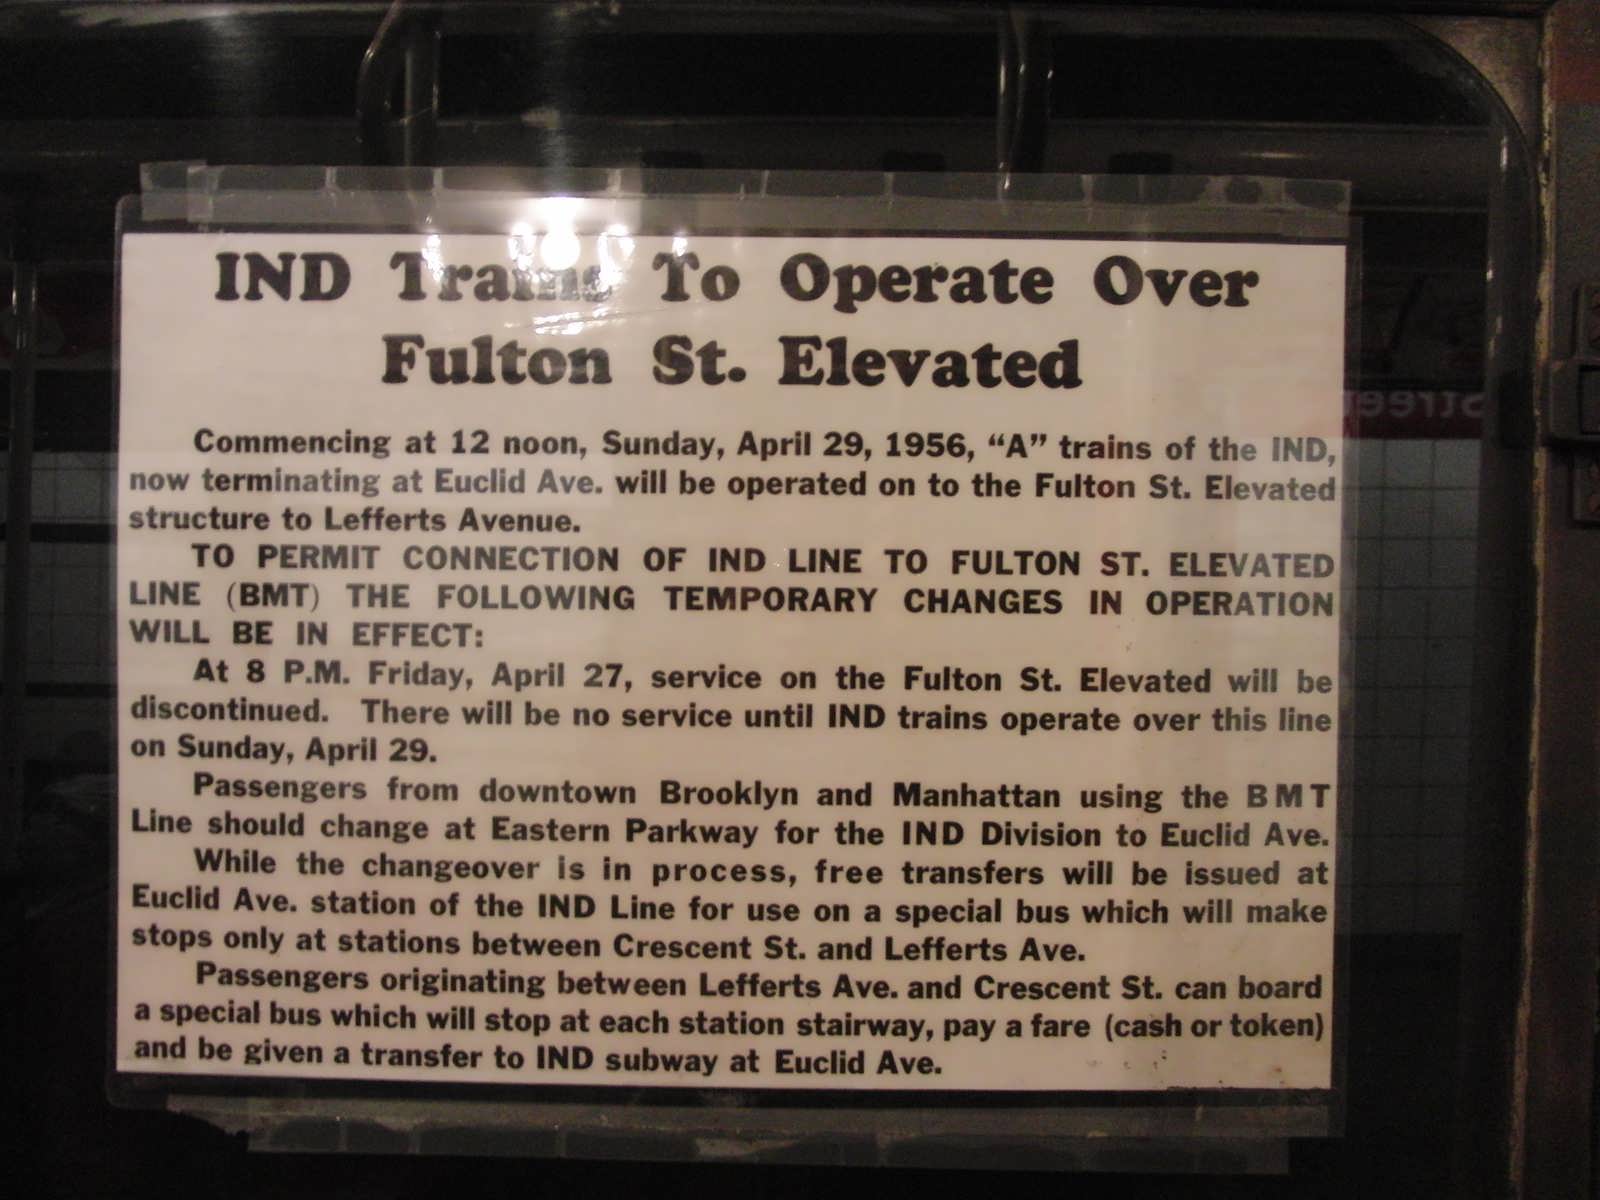 IND Trains To Operate Over
Fulton St. Elevated
Commencing at 12 noon, Sunday, April 29, 1956, “A” trains of the IND,
now terminating at Euclid Ave. will be operated on to the Fulton St. Elevated
structure to Lefferts Avenue.
TO PERMIT CONNECTION OF IND LINE TO FULTON ST. ELEVATED
LINE (BMT) THE FOLLOWING TEMPORARY CHANGES IN OPERATION
WILL BE IN EFFECT:
At 8 P.M. Friday, April 27, service on the Fulton St. Elevated will be
discontinued. There will be no service until IND trains operate over this line
on Sunday, April 29.
Passengers from downtown Brooklyn and Manhattan using the BMT
Line should change at Eastern Parkway for the IND Division to Euclid Ave.
While the changeover is in process, free transfers will be issued at
Euclid Ave. station of the IND Line for use on a special bus which will make
stops only at stations between Crescent St. and Lefferts Ave.
Passengers originating between Lefferts Ave. and Crescent St. can board
a special bus which will stop at each station stairway, pay a fare (cash or token)
and be given a transfer to IND subway at Euclid Ave.
Street